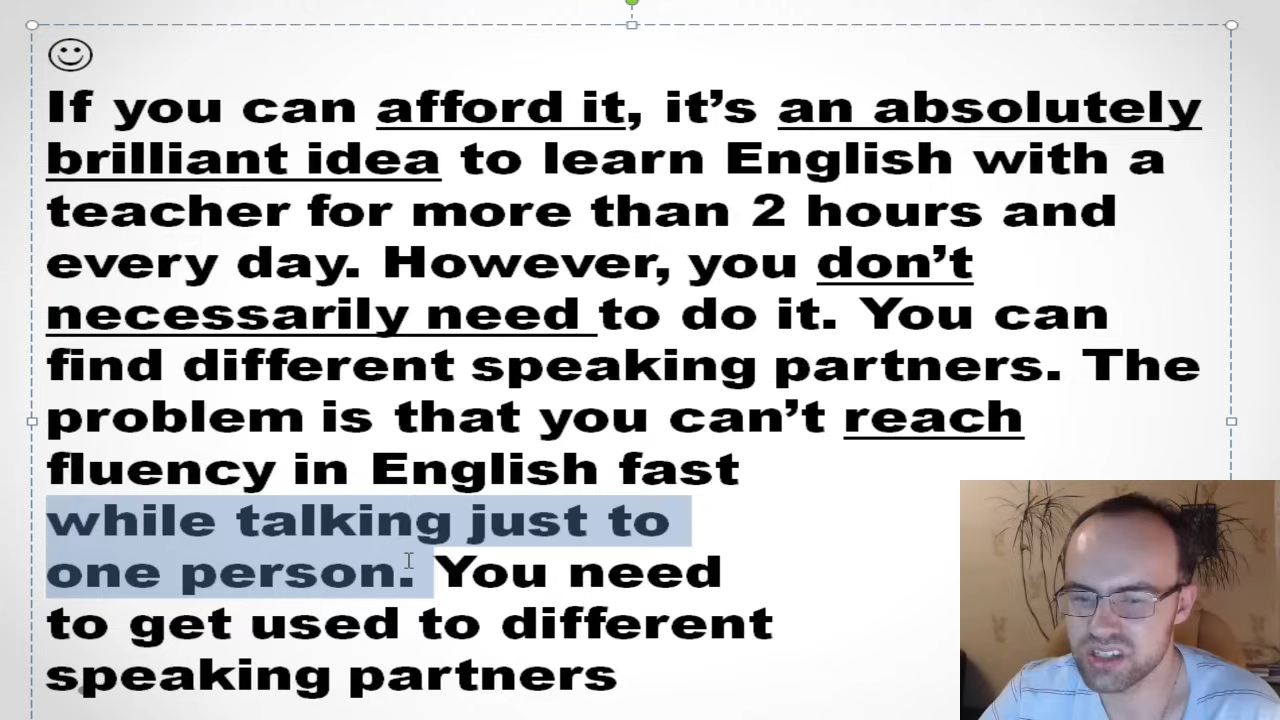 If you can afford it, it’s an absolutely
brilliant idea to learn English with a
teacher for more than 2 hours and
every day. However, you don’t
necessarily need to do it. You can
find different speaking partners. The
problem is that you can’t reach
fluency in English fast
while talking just to
one person. You need
to get used to different
speaking partners